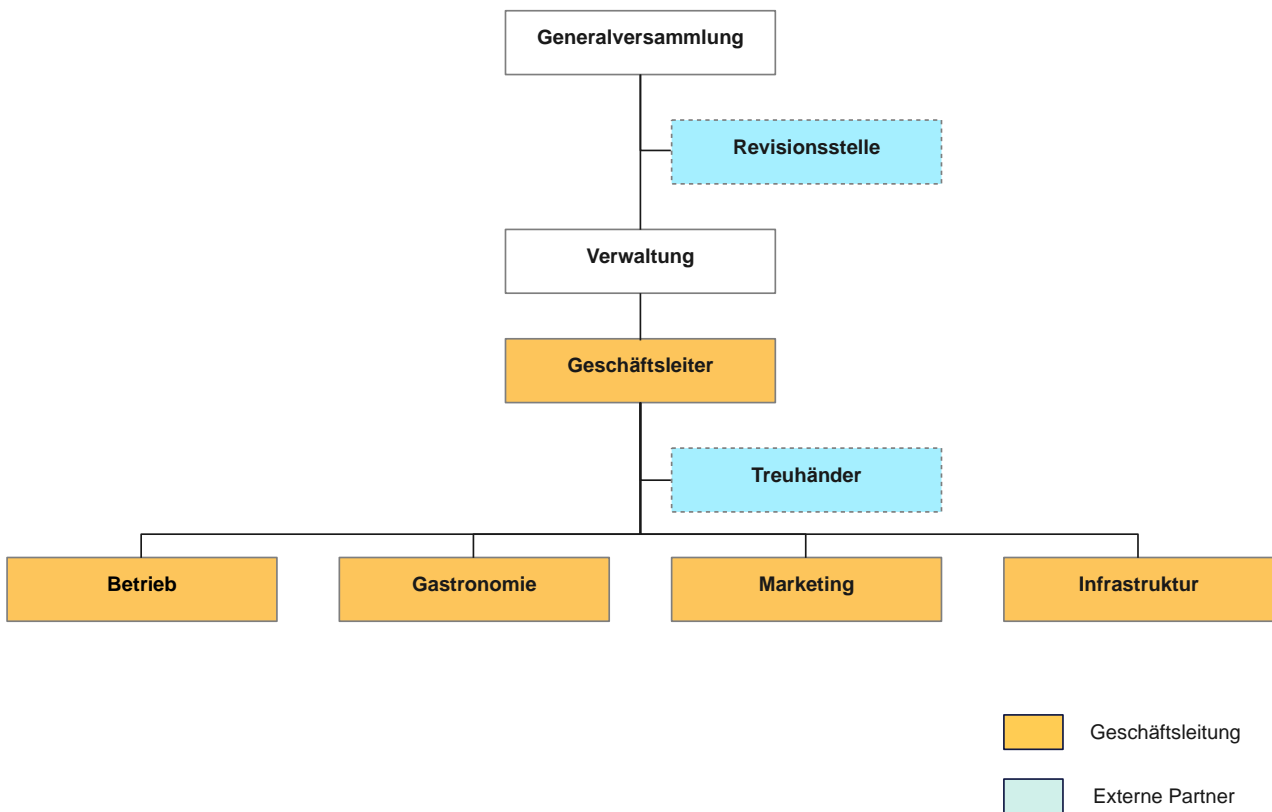 Generalversammlung
Revisionsstelle
Verwaltung
Geschäftsleiter
Treuhänder
Betrieb
Gastronomie
Marketing
Infrastruktur
Geschäftsleitung
Externe Partner